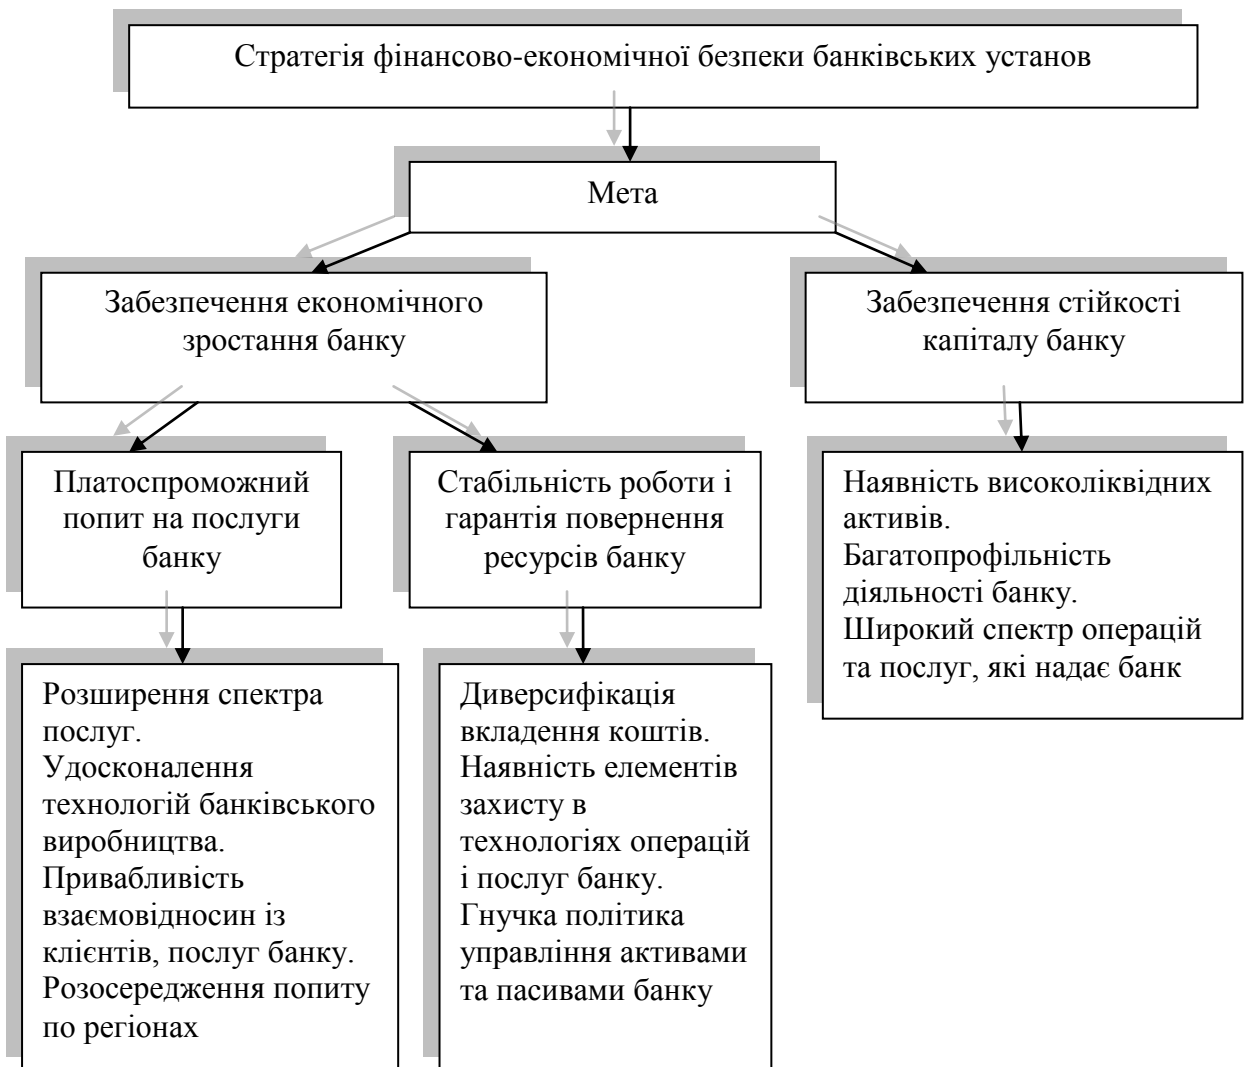 Стратегія фінансово-економічної безпеки банківських установ
Мета
Забезпечення економічного
зростання банку
Забезпечення стійкості
капіталу банку
Платоспроможний
попит на послуги
банку
Стабільність роботи і
гарантія повернення
ресурсів банку
Наявність високоліквідних
активів.
Багатопрофільність
діяльності банку.
Широкий спектр операцій
та послуг, які надає банк
Розширення спектра
послуг.
Удосконалення
технологій банківського
виробництва.
Привабливість
взаємовідносин із
клієнтів, послуг банку.
Розосередження попиту
по регіонах
Диверсифікація
вкладення коштів.
Наявність елементів
захисту в
технологіях операцій
і послуг банку.
Гнучка політика
управління активами
та пасивами банку